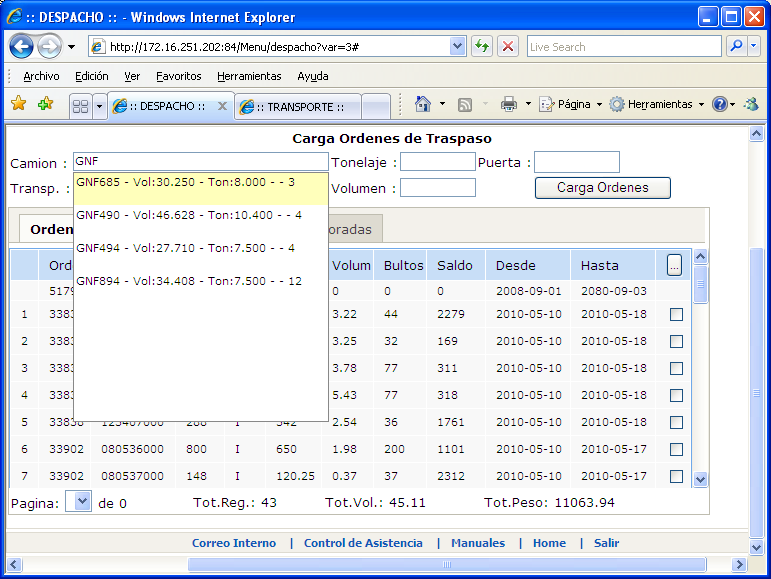 :: DESPACHO :: - Windows Internet Explorer
http://172.16.251.202:84/Menu/despacho?var=3#
Live Search
Archivo Edición Ver Favoritos Herramientas Ayuda
:: DESPACHO :: :: TRANSPORTE :: Página Herramientas
Carga Ordenes de Traspaso
Camion : GNF Tonelaje : Puerta :
Transp. : Volumen : Carga Ordenes
GNF685 - Vol:30.250 - Ton:8.000 - - 3
GNF490 - Vol:46.628 - Ton:10.400 - - 4
GNF494 - Vol:27.710 - Ton:7.500 - - 4
GNF894 - Vol:34.408 - Ton:7.500 - - 12
Orden oradas
Ord Volum Bultos Saldo Desde Hasta ...
5179 0 0 0 2008-09-01 2080-09-03
1 3383 3.22 44 2279 2010-05-10 2010-05-18
2 3383 3.25 32 169 2010-05-10 2010-05-18
3 3383 3.78 77 311 2010-05-10 2010-05-18
4 3383 5.43 77 318 2010-05-10 2010-05-18
5 33838 123407000 288 I 342 2.54 36 1761 2010-05-10 2010-05-18
6 33902 080536000 800 I 650 1.98 200 1101 2010-05-10 2010-05-17
7 33902 080537000 148 I 120.25 0.37 37 2312 2010-05-10 2010-05-17
Pagina: de 0 Tot.Reg.: 43 Tot.Vol.: 45.11 Tot.Peso: 11063.94
Correo Interno | Control de Asistencia | Manuales | Home | Salir